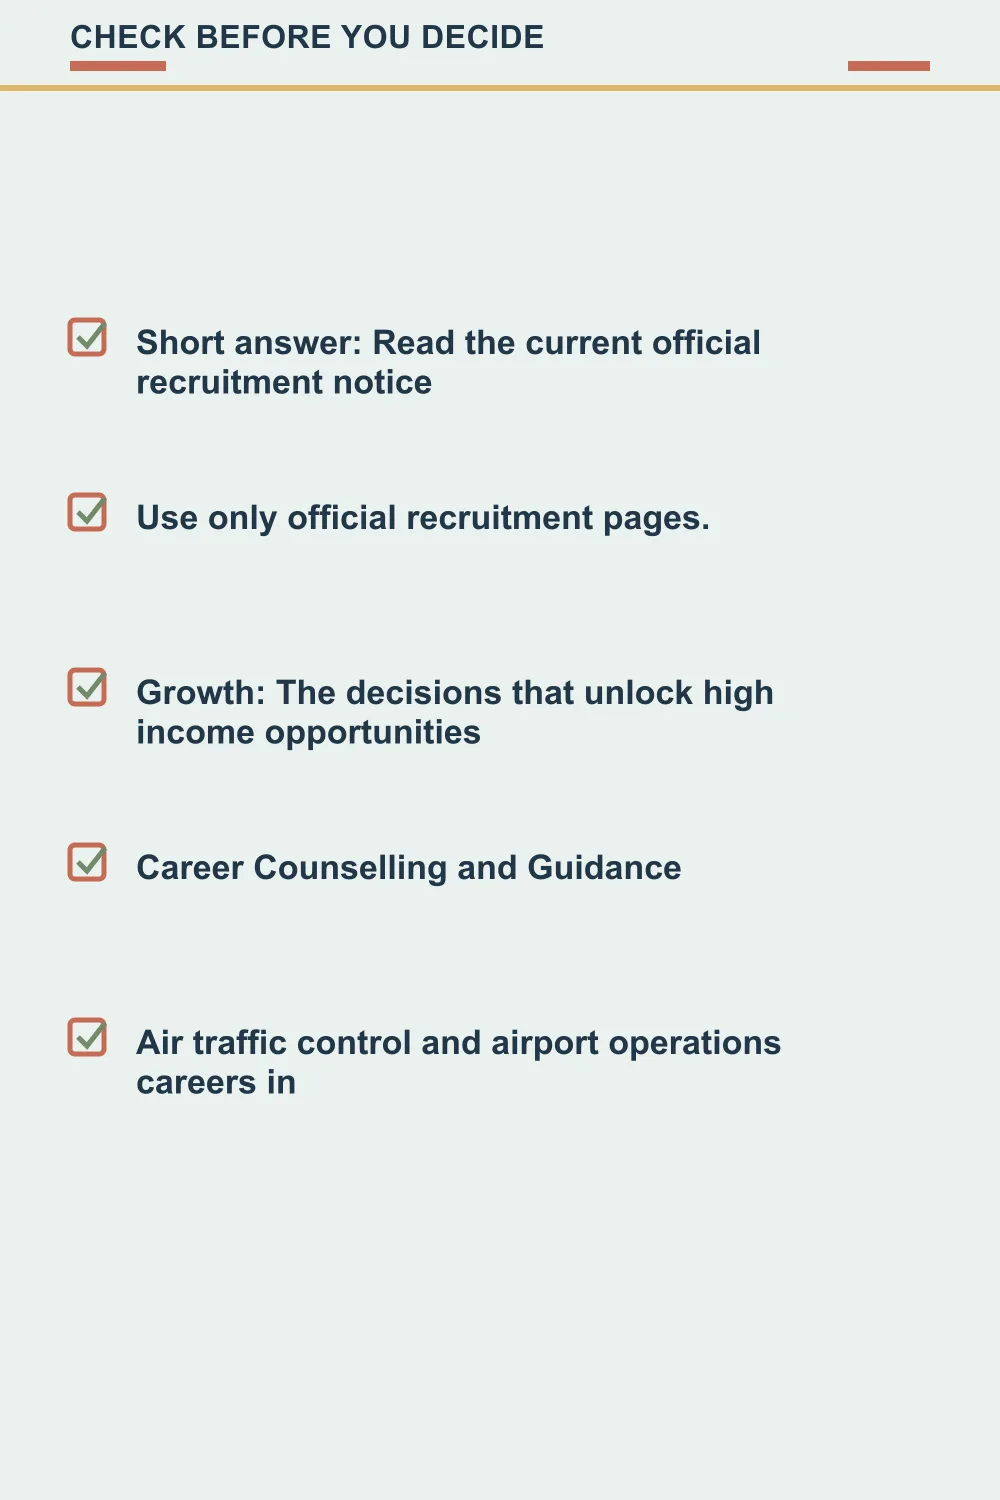 CHECK BEFORE YOU DECIDE
Short answer: Read the current official
recruitment notice
Use only official recruitment pages.
Growth: The decisions that unlock high
income opportunities
Career Counselling and Guidance
Air traffic control and airport operations
careers in